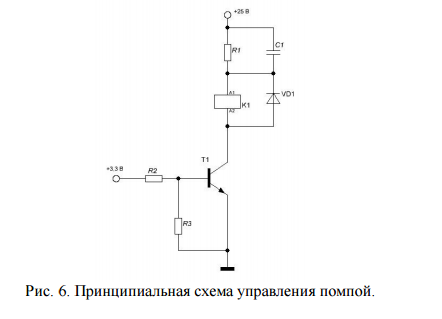 +25 В
R1
C1
A1
K1
A2
VD1
T1
+3,3 В
R2
R3
Рис. 6. Принципиальная схема управления помпой.